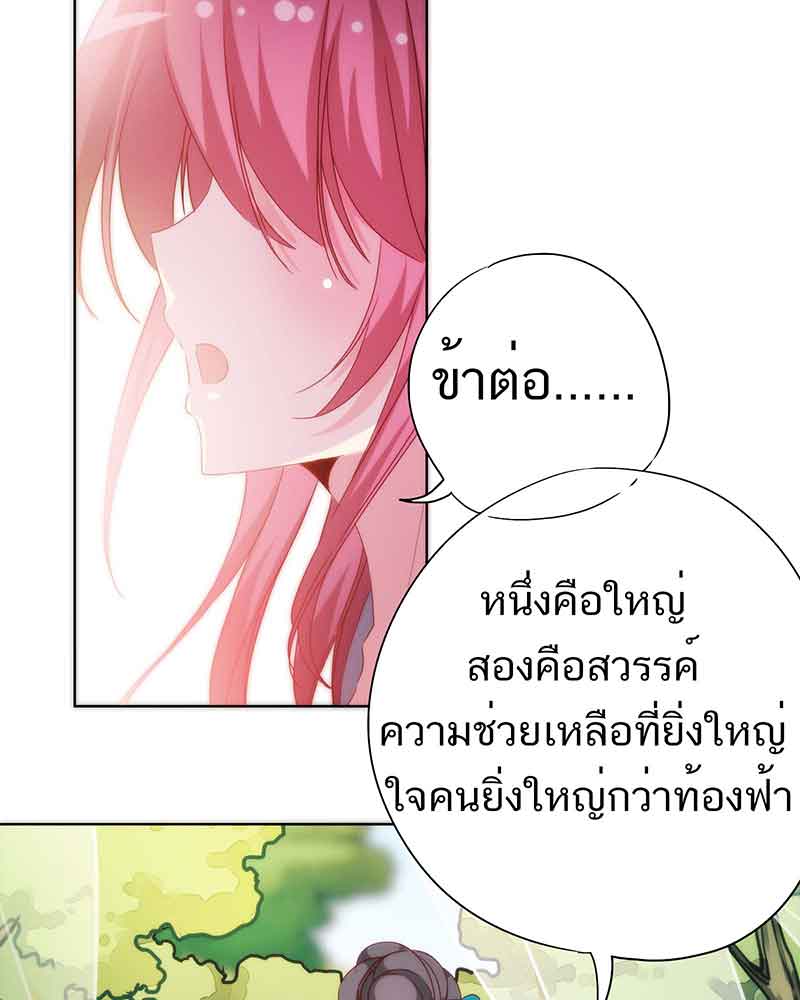 ข้าต่อ......
หนึ่งคือใหญ่
สองคือสวรรค์
ความช่วยเหลือที่ยิ่งใหญ่
ใจคนยิ่งใหญ่กว่าท้องฟ้า